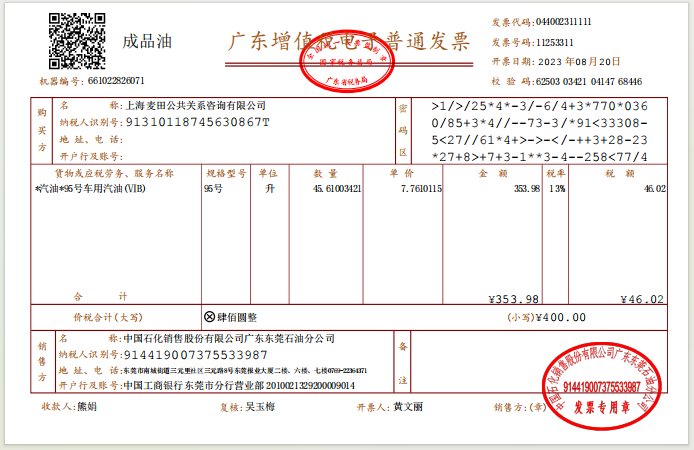 成品油
广东增值税电子普通发票
全国统一发票监制章
国家税务总局
广东省税务局
发票代码:044002311111
发票号码:11253311
开票日期:2023 年08月20日
校 验 码:62503 03421 04147 68446
机器编号:661022826071
购买方
名 称:上海麦田公共关系咨询有限公司
纳税人识别号:91310118745630867T
地 址、电 话:
开户行及账号:
密码区
>1/>/25*4*-3/-6/4+3*770*036
0/85+3*4//--73-3/*91<33308-
5<27//61*4+>->-</-++3+28-23
*27+8>+7+3-1**3-4--258<77/4
货物或应税劳务、服务名称 规格型号 单位 数 量 单 价 金 额 税率 税 额
*汽油*95号车用汽油(VIB) 95号 升 45.61003421 7.7610115 353.98 13% 46.02
合 计 ¥353.98 ¥46.02
价税合计(大写) ⊗肆佰圆整 (小写)¥400.00
销售方
名 称:中国石化销售股份有限公司广东东莞石油分公司
纳税人识别号:914419007375533987
地 址、电 话:东莞市南城街道三元里社区三元路8号东莞报业大厦二楼、六楼、七楼0769-22364371
开户行及账号:中国工商银行东莞市分行营业部 2010021329200009014
备注
收款人:熊娟 复核:吴玉梅 开票人:黄文丽 销售方:(章)
中国石化销售股份有限公司广东东莞石油分公司
914419007375533987
发票专用章